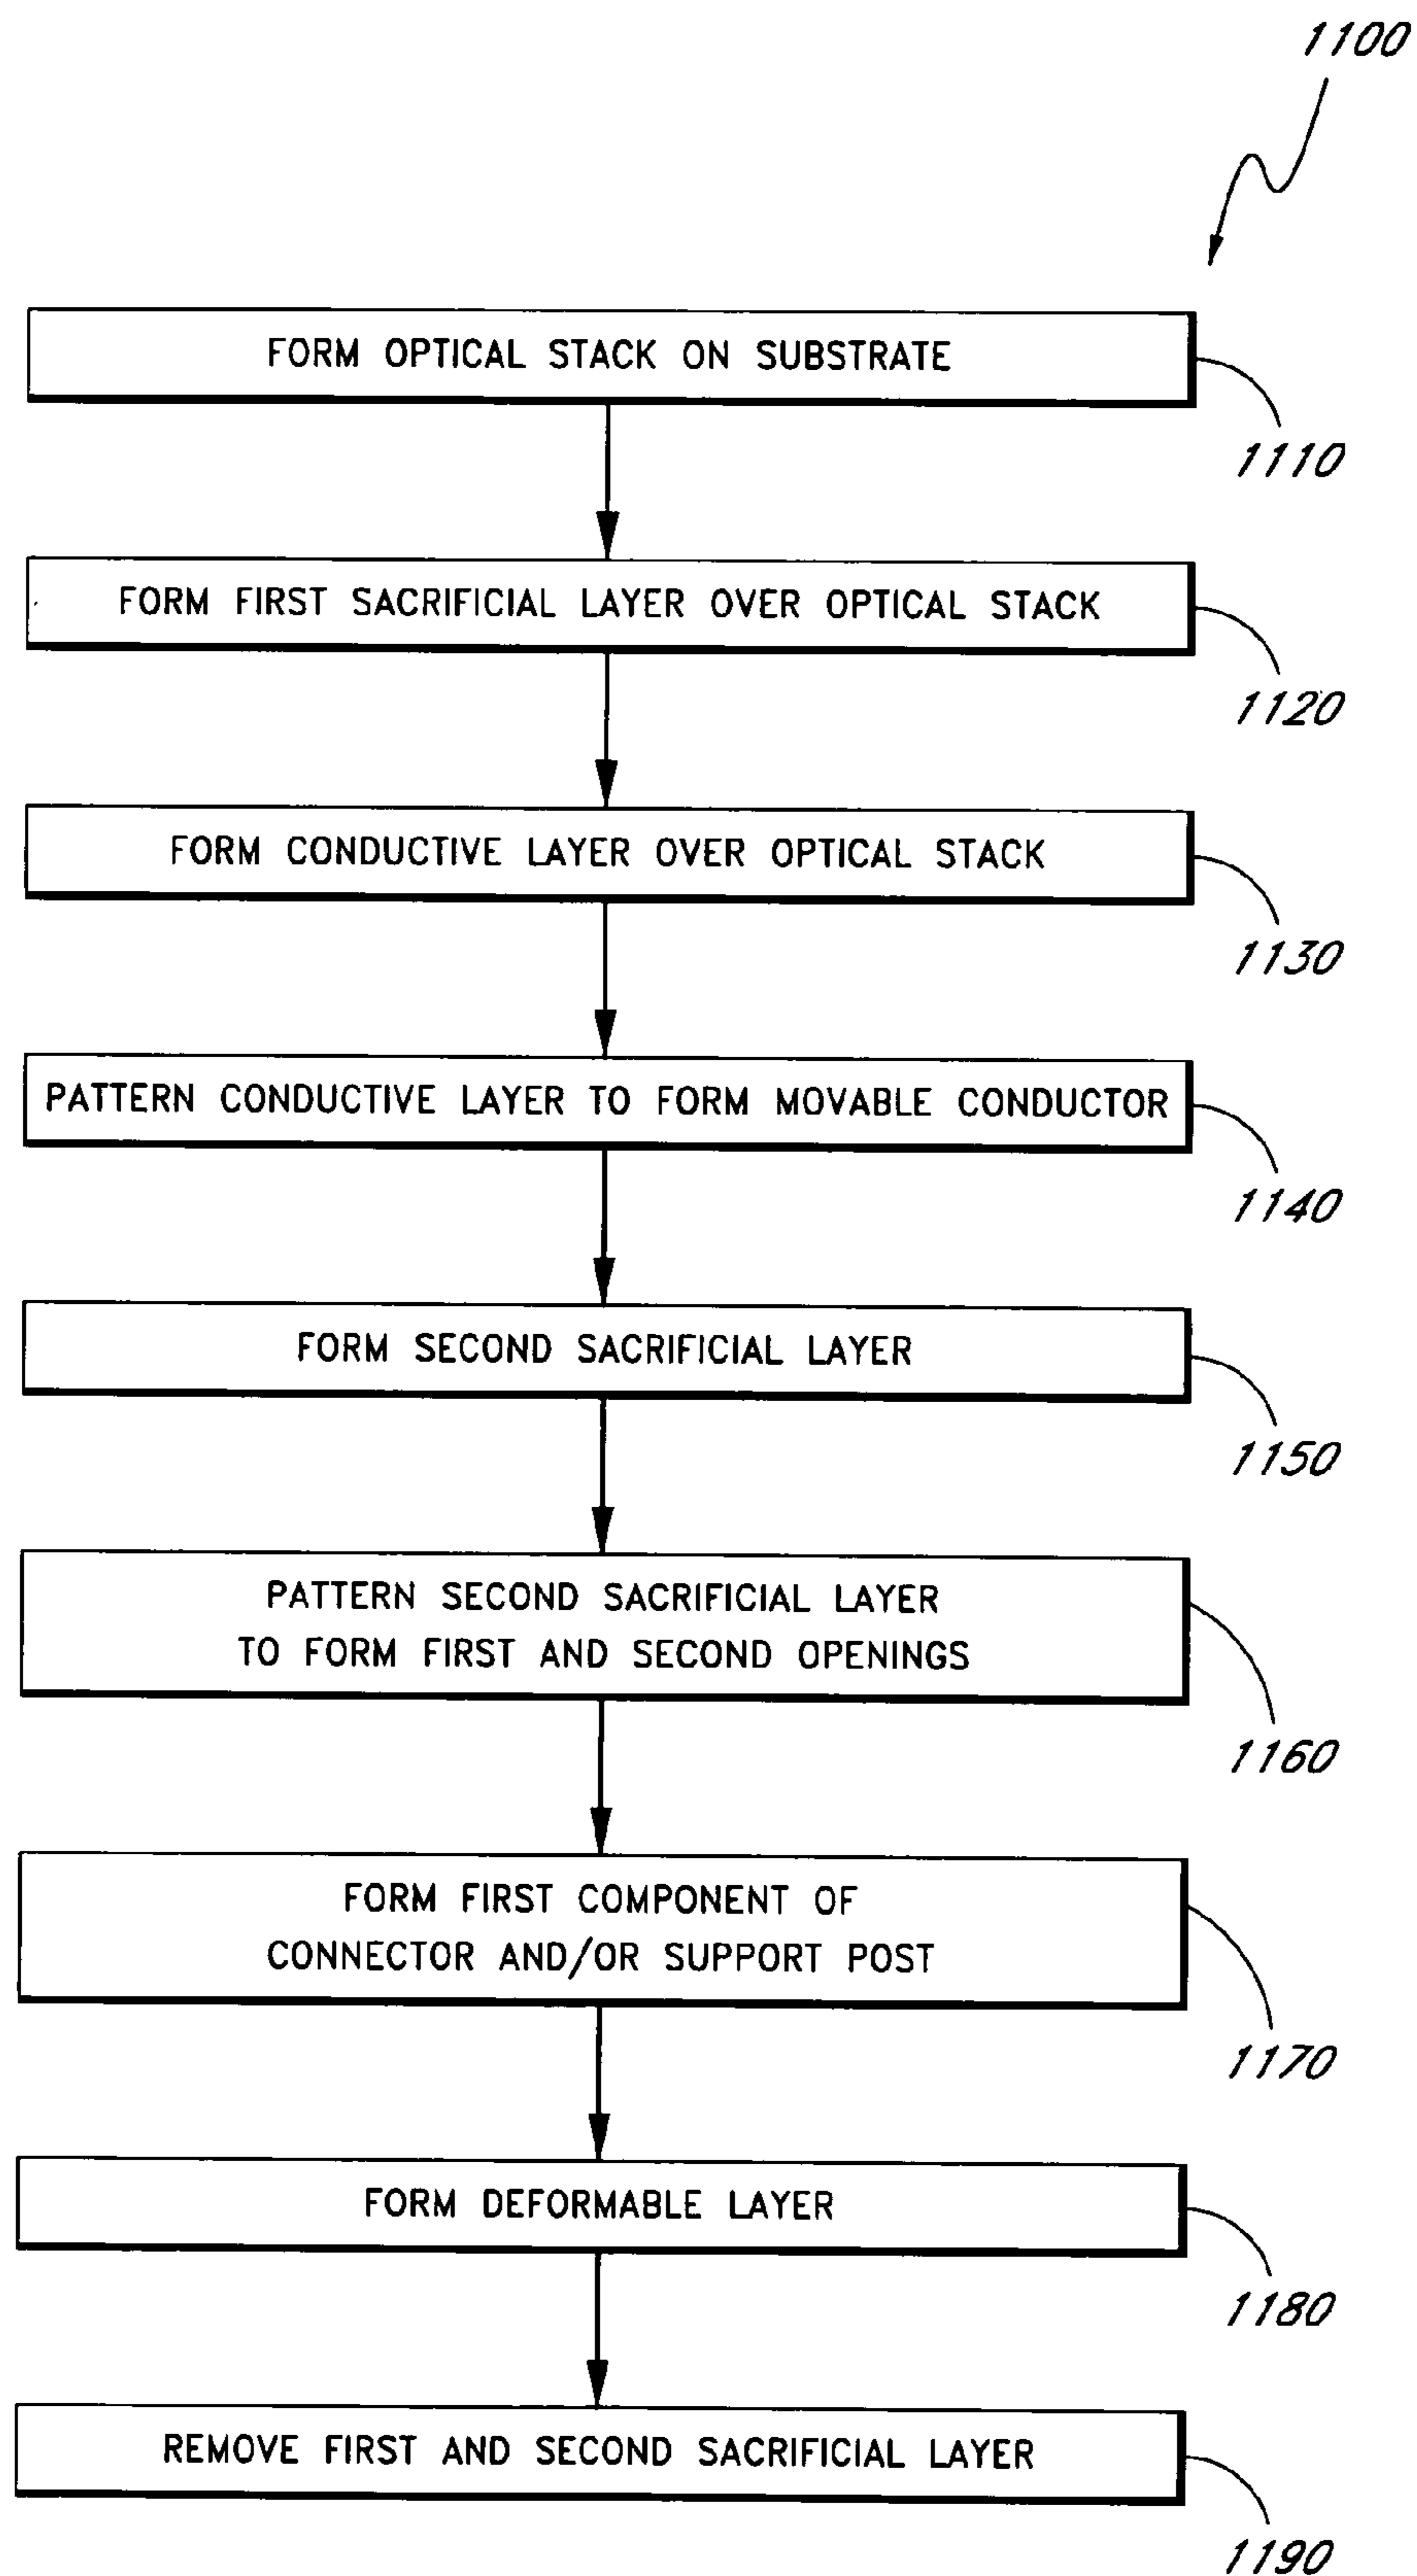 1100
FORM OPTICAL STACK ON SUBSTRATE
1110
FORM FIRST SACRIFICIAL LAYER OVER OPTICAL STACK
1120
FORM CONDUCTIVE LAYER OVER OPTICAL STACK
1130
PATTERN CONDUCTIVE LAYER TO FORM MOVABLE CONDUCTOR
1140
FORM SECOND SACRIFICIAL LAYER
1150
PATTERN SECOND SACRIFICIAL LAYER
TO FORM FIRST AND SECOND OPENINGS
1160
FORM FIRST COMPONENT OF
CONNECTOR AND/OR SUPPORT POST
1170
FORM DEFORMABLE LAYER
1180
REMOVE FIRST AND SECOND SACRIFICIAL LAYER
1190